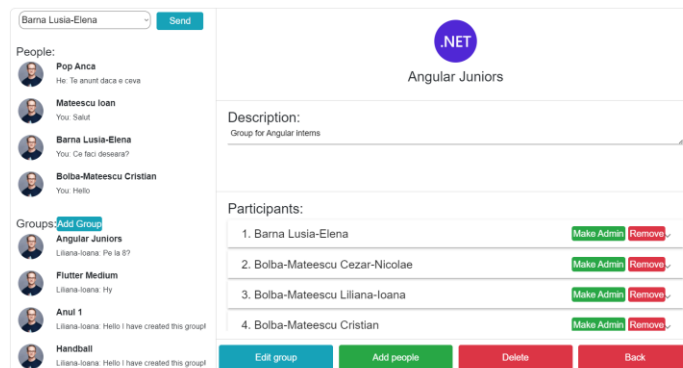 Barna Lusia-Elena
Send
People:
Pop Anca
He: Te anunt daca e ceva
Mateescu Ioan
You: Salut
Barna Lusia-Elena
You: Ce faci deseara?
Bolba-Mateescu Cristian
You: Hello
Groups:
Add Group
Angular Juniors
Liliana-Ioana: Pe la 8?
Flutter Medium
Liliana-Ioana: Hy
Anul 1
Liliana-Ioana: Hello I have created this group!
Handball
Liliana-Ioana: Hello I have created this group!
.NET
Angular Juniors
Description:
Group for Angular interns
Participants:
1. Barna Lusia-Elena
Make Admin Remove
2. Bolba-Mateescu Cezar-Nicolae
Make Admin Remove
3. Bolba-Mateescu Liliana-Ioana
Make Admin Remove
4. Bolba-Mateescu Cristian
Make Admin Remove
Edit group
Add people
Delete
Back